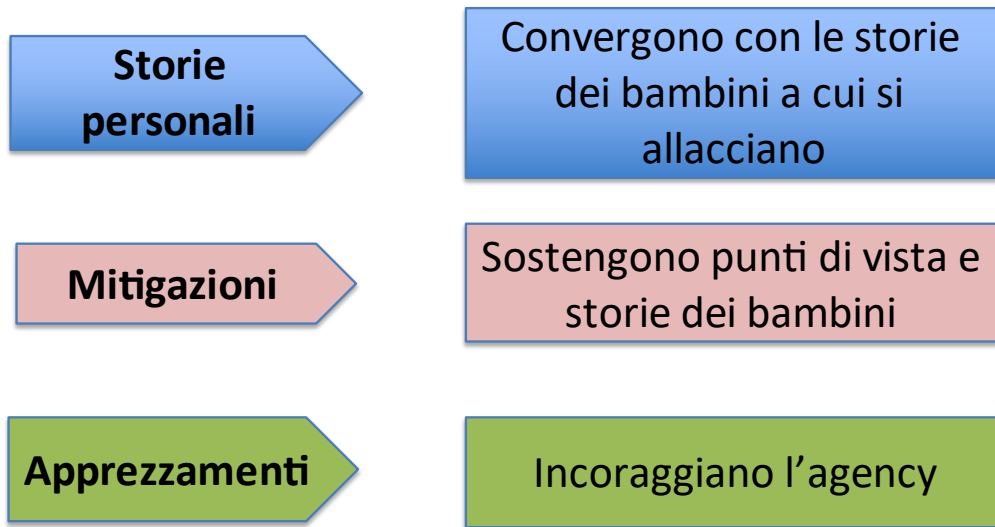 Storie
personali
Convergono con le storie
dei bambini a cui si
allacciano
Mitigazioni
Sostengono punti di vista e
storie dei bambini
Apprezzamenti
Incoraggiano l’agency